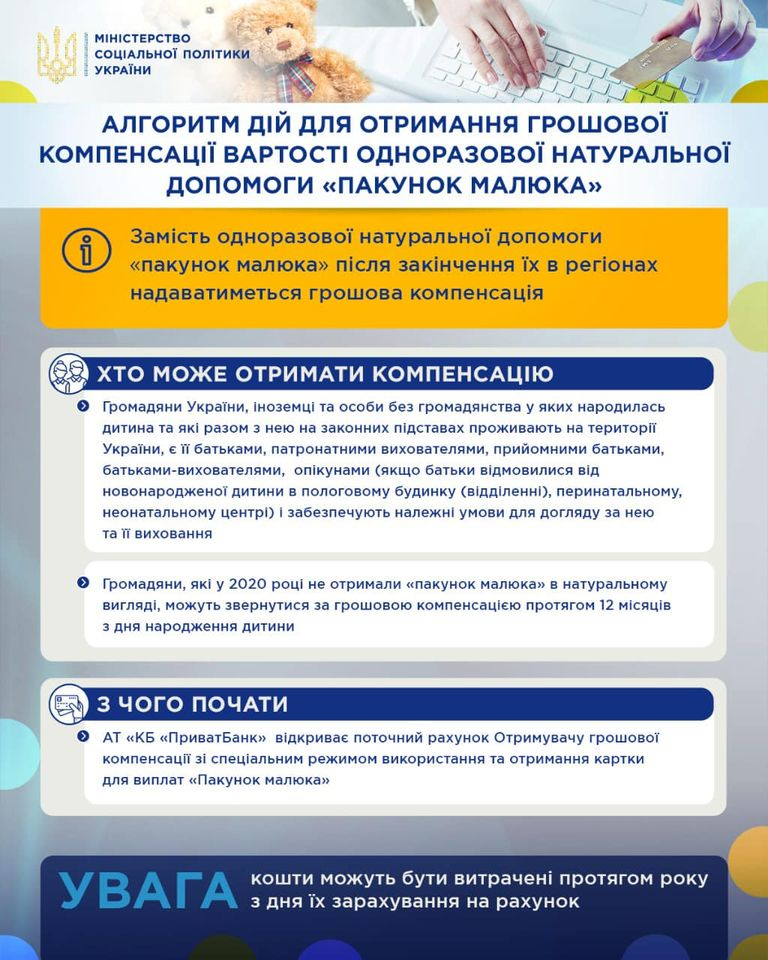 МІНІСТЕРСТВО
СОЦІАЛЬНОЇ ПОЛІТИКИ
УКРАЇНИ
АЛГОРИТМ ДІЙ ДЛЯ ОТРИМАННЯ ГРОШОВОЇ
КОМПЕНСАЦІЇ ВАРТОСТІ ОДНОРАЗОВОЇ НАТУРАЛЬНОЇ
ДОПОМОГИ «ПАКУНОК МАЛЮКА»
Замість одноразової натуральної допомоги
«пакунок малюка» після закінчення їх в регіонах
надаватиметься грошова компенсація
ХТО МОЖЕ ОТРИМАТИ КОМПЕНСАЦІЮ
Громадяни України, іноземці та особи без громадянства у яких народилась
дитина та які разом з нею на законних підставах проживають на території
України, є її батьками, патронатними вихователями, прийомними батьками,
батьками-вихователями, опікунами (якщо батьки відмовилися від
новонародженої дитини в пологовому будинку (відділенні), перинатальному,
неонатальному центрі) і забезпечують належні умови для догляду за нею
та її виховання
Громадяни, які у 2020 році не отримали «пакунок малюка» в натуральному
вигляді, можуть звернутися за грошовою компенсацією протягом 12 місяців
з дня народження дитини
З ЧОГО ПОЧАТИ
АТ «КБ «ПриватБанк» відкриває поточний рахунок Отримувачу грошової
компенсації зі спеціальним режимом використання та отримання картки
для виплат «Пакунок малюка»
УВАГА
кошти можуть бути витрачені протягом року
з дня їх зарахування на рахунок